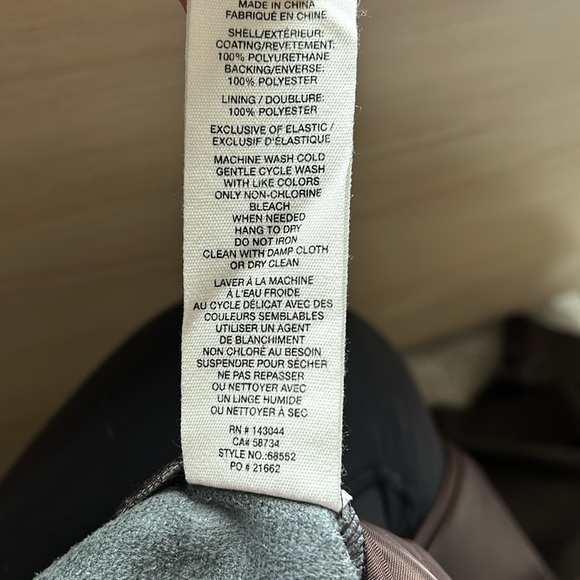 MADE IN CHINA
FABRIQUÉ EN CHINE
SHELL/EXTÉRIEUR:
COATING/REVETEMENT:
100% POLYURETHANE
BACKING/ENVERSE:
100% POLYESTER
LINING / DOUBLURE:
100% POLYESTER
EXCLUSIVE OF ELASTIC /
EXCLUSIF D'ÉLASTIQUE
MACHINE WASH COLD
GENTLE CYCLE WASH
WITH LIKE COLORS
ONLY NON-CHLORINE
BLEACH
WHEN NEEDED
HANG TO DRY
DO NOT IRON
CLEAN WITH DAMP CLOTH
OR DRY CLEAN
LAVER À LA MACHINE
À L'EAU FROIDE
AU CYCLE DÉLICAT AVEC DES
COULEURS SEMBLABLES
UTILISER UN AGENT
DE BLANCHIMENT
NON CHLORÉ AU BESOIN
SUSPENDRE POUR SÉCHER
NE PAS REPASSER
OU NETTOYER AVEC
UN LINGE HUMIDE
OU NETTOYER À SEC
RN # 143044
CA# 58734
STYLE NO.:68552
PO # 21662